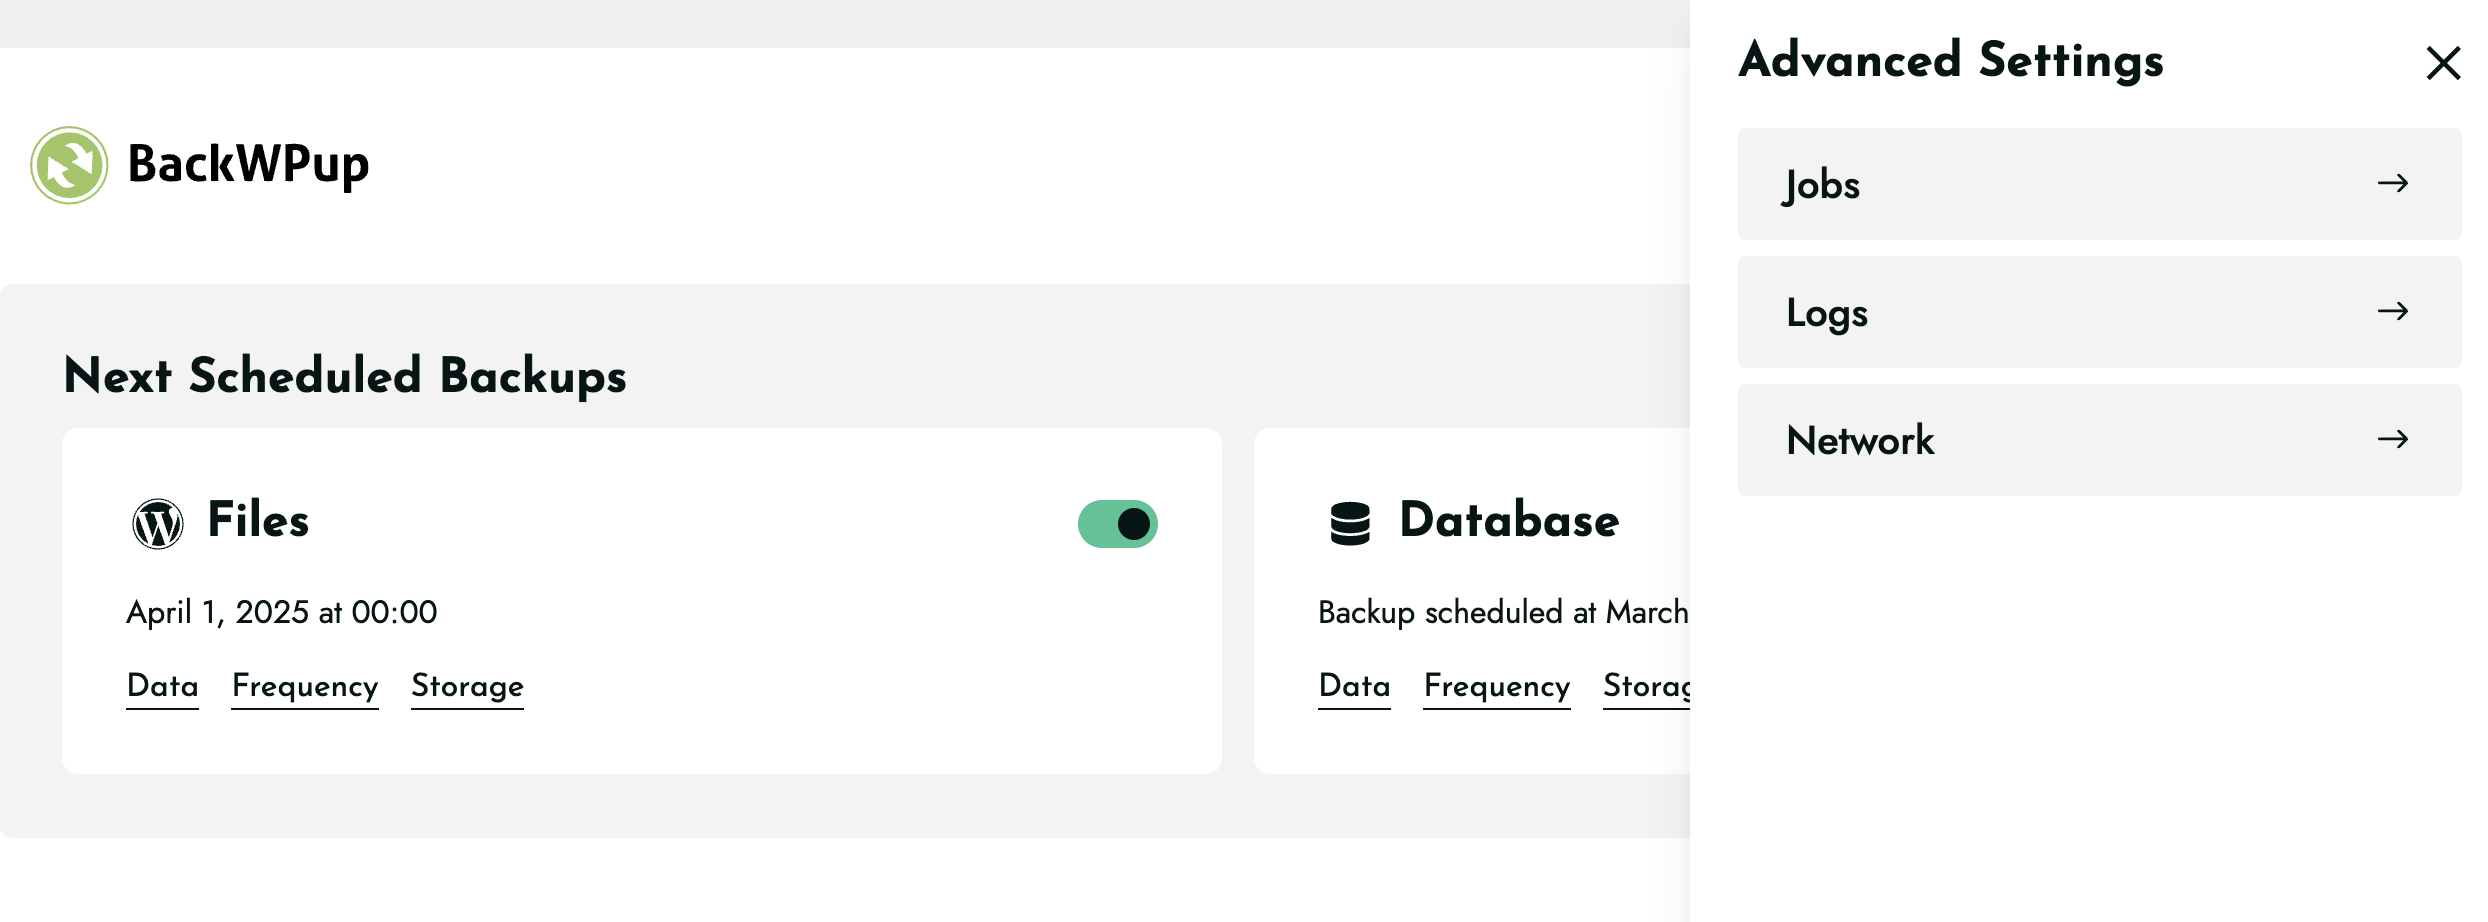 BackWPup
Next Scheduled Backups
Files
April 1, 2025 at 00:00
Data Frequency Storage
Database
Backup scheduled at March
Data Frequency Storag
Advanced Settings
Jobs
Logs
Network